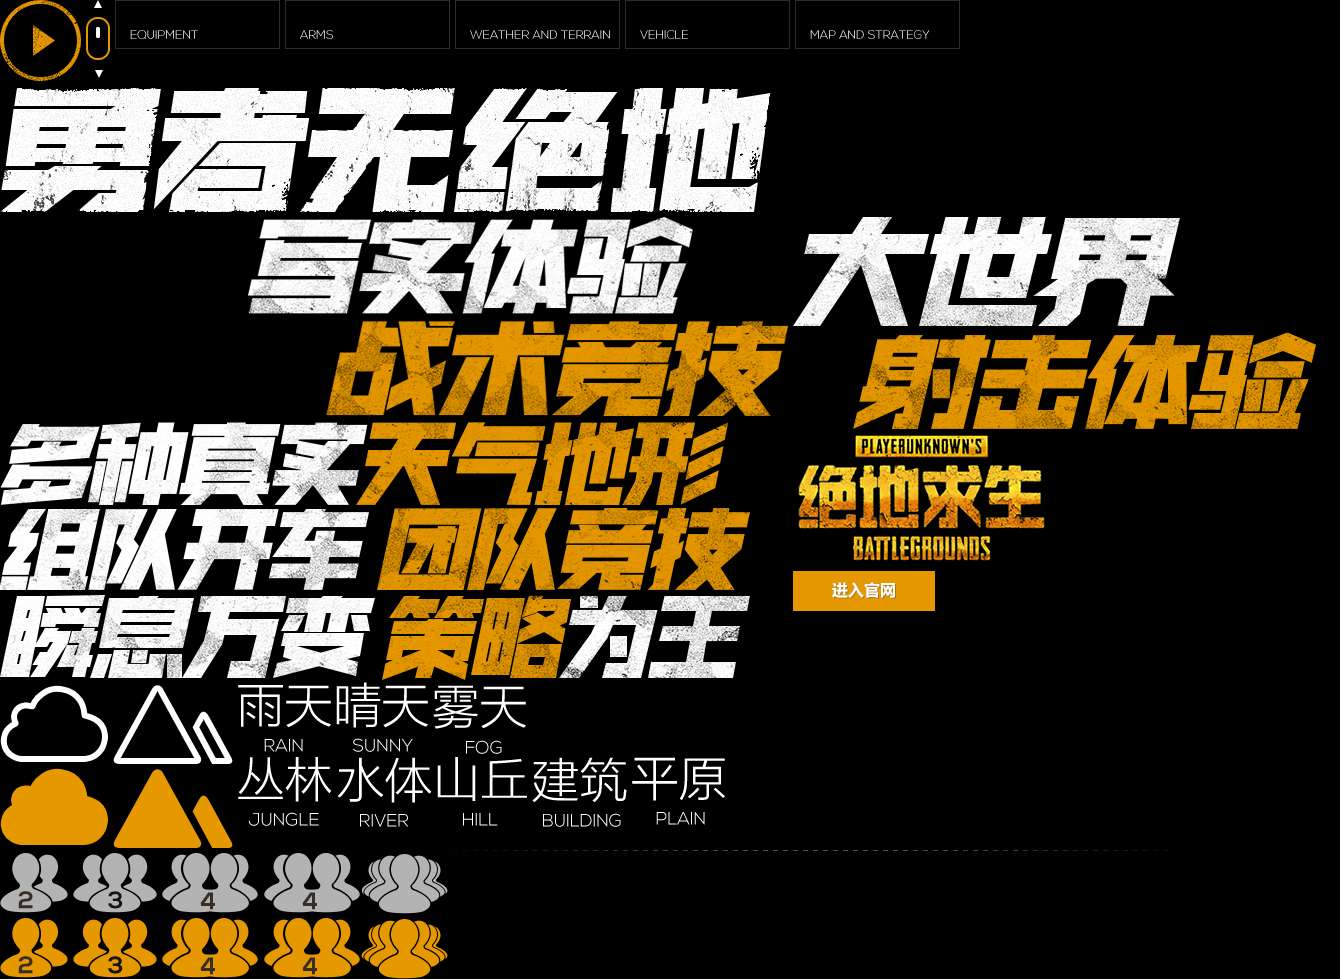 EQUIPMENT
ARMS
WEATHER AND TERRAIN
VEHICLE
MAP AND STRATEGY
勇者无绝地
写实体验
战术竞技
大世界
射击体验
多种真实天气地形
组队开车 团队竞技
瞬息万变 策略为王
PLAYERUNKNOWN'S
绝地求生
BATTLEGROUNDS
进入官网
雨天 晴天 雾天
RAIN SUNNY FOG
丛林 水体 山丘 建筑 平原
JUNGLE RIVER HILL BUILDING PLAIN
2 3 4 4
2 3 4 4